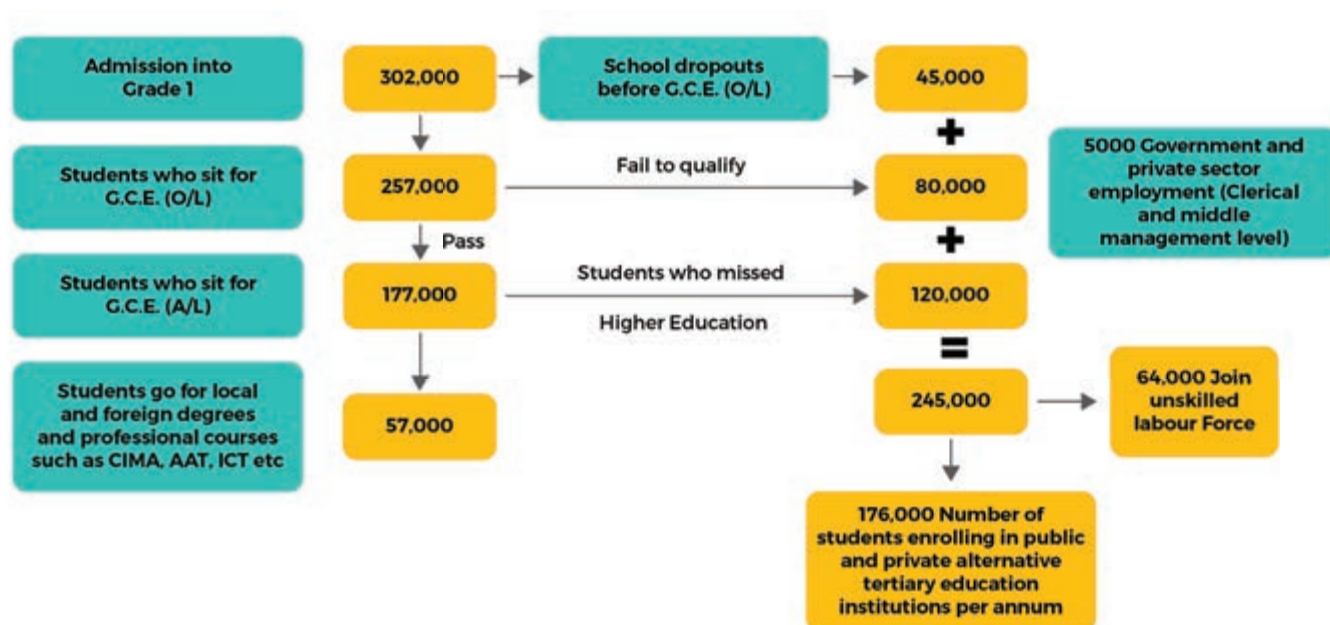 Admission into
Grade 1
302,000
School dropouts
before G.C.E. (O/L)
45,000
+
Students who sit for
G.C.E. (O/L)
257,000
Fail to qualify
80,000
5000 Government and
private sector
employment (Clerical
and middle
management level)
+
Pass
Students who sit for
G.C.E. (A/L)
177,000
Students who missed
Higher Education
120,000
=
Students go for local
and foreign degrees
and professional courses
such as CIMA, AAT, ICT etc
57,000
245,000
64,000 Join
unskilled
labour Force
176,000 Number of
students enrolling in public
and private alternative
tertiary education
institutions per annum